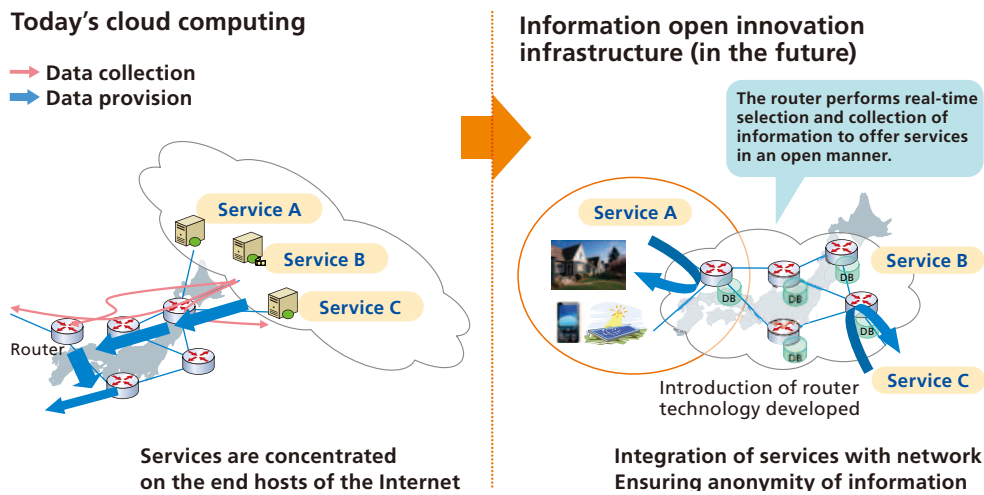 Today's cloud computing
Data collection
Data provision
Service A
Service B
Service C
Router
Services are concentrated
on the end hosts of the Internet
Information open innovation
infrastructure (in the future)
The router performs real-time
selection and collection of
information to offer services
in an open manner.
Service A
Service B
DB
DB
DB
DB
DB
Service C
Introduction of router
technology developed
Integration of services with network
Ensuring anonymity of information